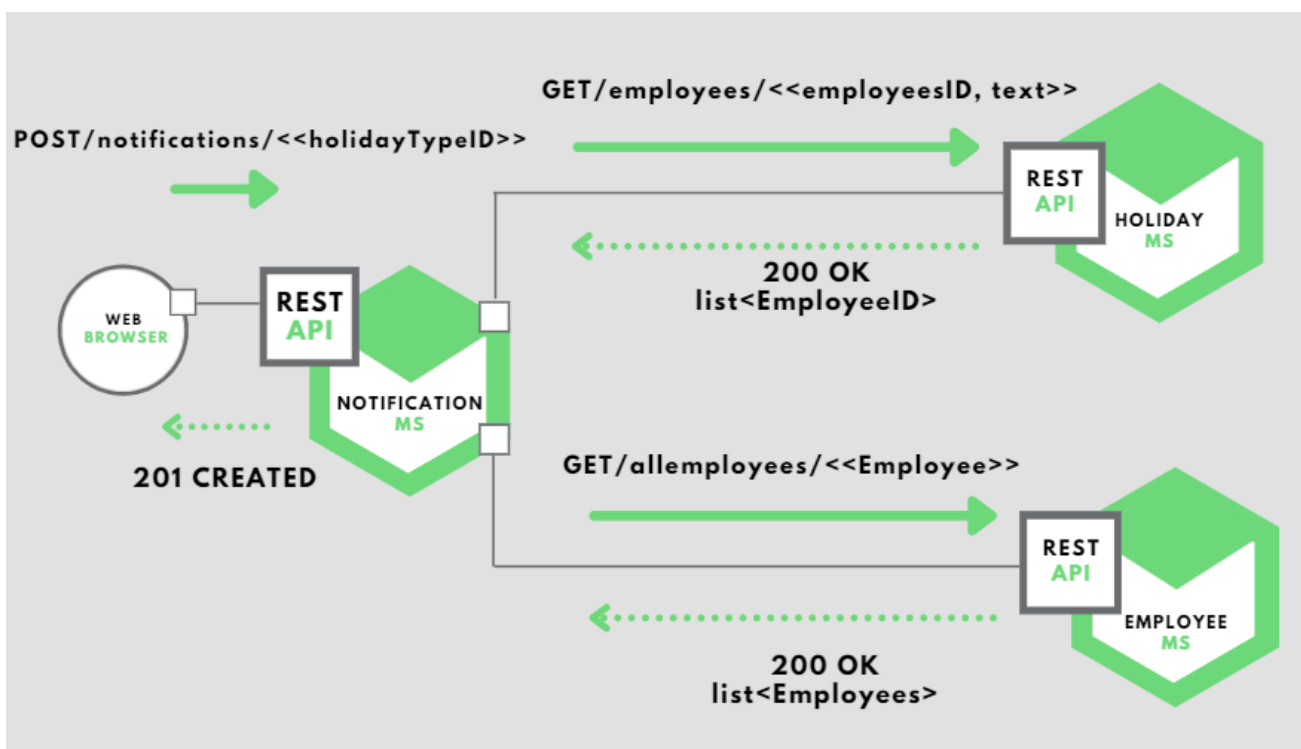 GET/employees/<<employeesID, text>>
POST/notifications/<<holidayTypeID>>
REST
API
HOLIDAY
MS
200 OK
list<EmployeeID>
WEB
BROWSER
REST
API
NOTIFICATION
MS
201 CREATED
GET/allemployees/<<Employee>>
REST
API
EMPLOYEE
MS
200 OK
list<Employees>